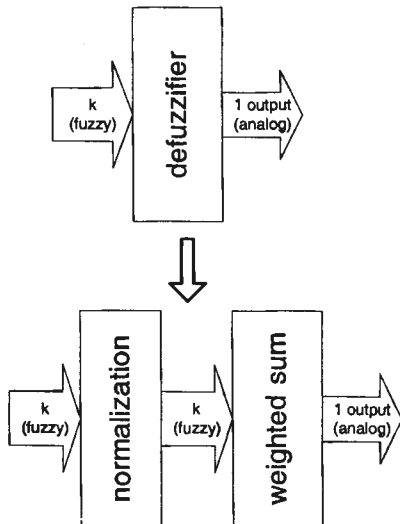 k
(fuzzy)
defuzzifier
1 output
(analog)
k
(fuzzy)
normalization
k
(fuzzy)
weighted sum
1 output
(analog)